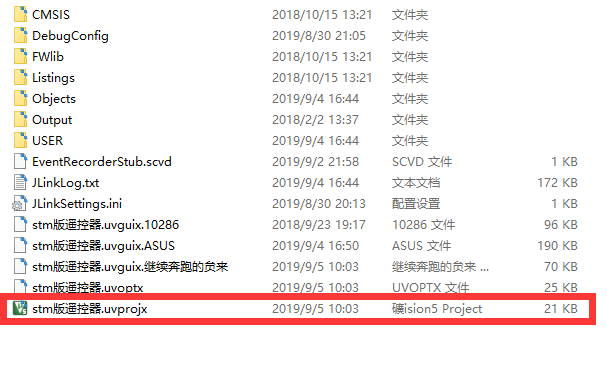 CMSIS 2018/10/15 13:21 文件夹
DebugConfig 2019/8/30 21:05 文件夹
FWlib 2018/10/15 13:21 文件夹
Listings 2018/10/15 13:21 文件夹
Objects 2019/9/4 16:44 文件夹
Output 2018/2/2 13:37 文件夹
USER 2019/9/4 16:44 文件夹
EventRecorderStub.scvd 2019/9/2 21:58 SCVD 文件 1 KB
JLinkLog.txt 2019/9/4 16:44 文本文档 172 KB
JLinkSettings.ini 2019/8/30 20:13 配置设置 1 KB
stm版遥控器.uvguix.10286 2018/9/23 19:17 10286 文件 96 KB
stm版遥控器.uvguix.ASUS 2019/9/4 16:50 ASUS 文件 190 KB
stm版遥控器.uvguix.继续奔跑的负来 2019/9/5 10:03 继续奔跑的负来 ... 70 KB
stm版遥控器.uvoptx 2019/9/5 10:03 UVOPTX 文件 25 KB
stm版遥控器.uvprojx 2019/9/5 10:03 礦ision5 Project 21 KB